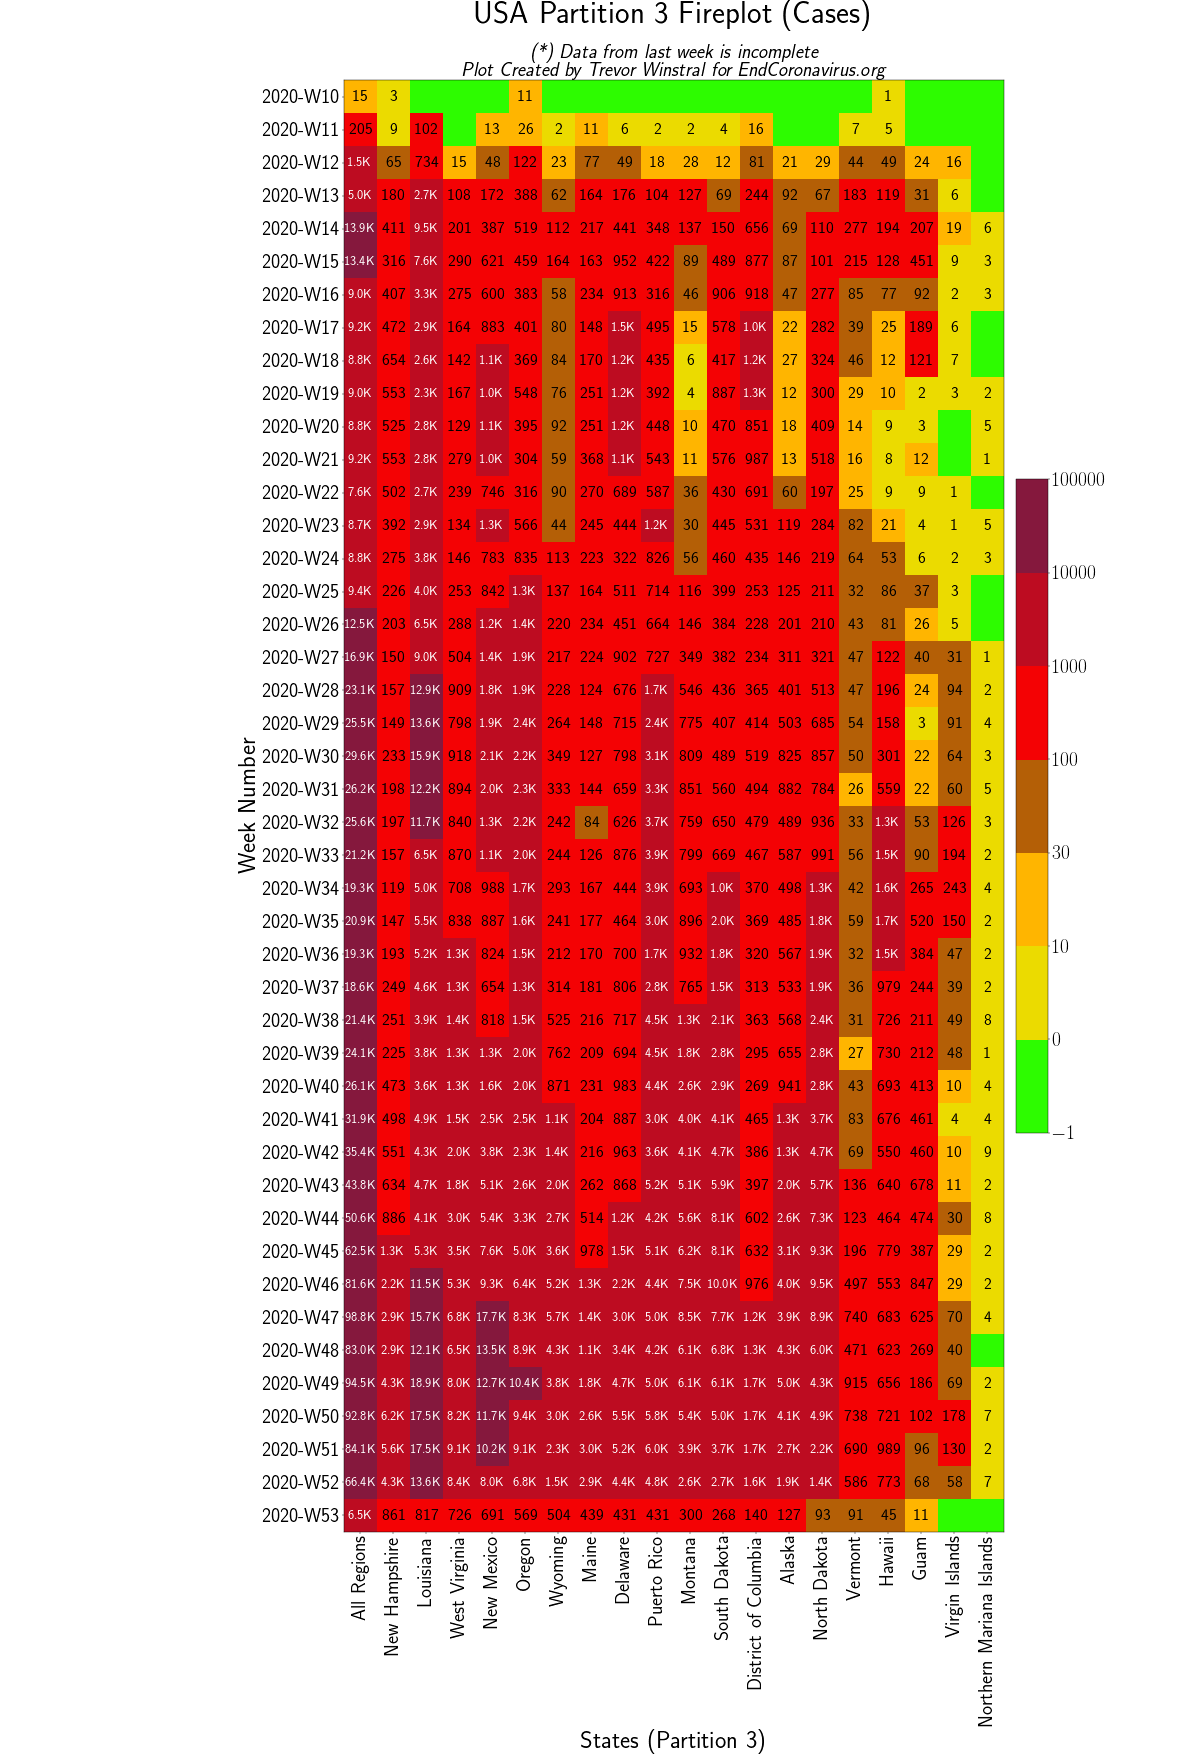 USA Partition 3 Fireplot (Cases)
(*) Data from last week is incomplete
Plot Created by Trevor Winstral for EndCoronavirus.org
2020-W10 15 3 11 1
2020-W11 205 9 102 13 26 2 11 6 2 2 4 16 7 5
2020-W12 1.5K 65 734 15 48 122 23 77 49 18 28 12 81 21 29 44 49 24 16
2020-W13 5.0K 180 2.7K 108 172 388 62 164 176 104 127 69 244 92 67 183 119 31 6
2020-W14 13.9K 411 9.5K 201 387 519 112 217 441 348 137 150 656 69 110 277 194 207 19 6
2020-W15 13.4K 316 7.6K 290 621 459 164 163 952 422 89 489 877 87 101 215 128 451 9 3
2020-W16 9.0K 407 3.3K 275 600 383 58 234 913 316 46 906 918 47 277 85 77 92 2 3
2020-W17 9.2K 472 2.9K 164 883 401 80 148 1.5K 495 15 578 1.0K 22 282 39 25 189 6
2020-W18 8.8K 654 2.6K 142 1.1K 369 84 170 1.2K 435 6 417 1.2K 27 324 46 12 121 7
2020-W19 9.0K 553 2.3K 167 1.0K 548 76 251 1.2K 392 4 887 1.3K 12 300 29 10 2 3 2
2020-W20 8.8K 525 2.8K 129 1.1K 395 92 251 1.2K 448 10 470 851 18 409 14 9 3 5
2020-W21 9.2K 553 2.8K 279 1.0K 304 59 368 1.1K 543 11 576 987 13 518 16 8 12 1
2020-W22 7.6K 502 2.7K 239 746 316 90 270 689 587 36 430 691 60 197 25 9 9 1
2020-W23 8.7K 392 2.9K 134 1.3K 566 44 245 444 1.2K 30 445 531 119 284 82 21 4 1 5
2020-W24 8.8K 275 3.8K 146 783 835 113 223 322 826 56 460 435 146 219 64 53 6 2 3
2020-W25 9.4K 226 4.0K 253 842 1.3K 137 164 511 714 116 399 253 125 211 32 86 37 3
2020-W26 12.5K 203 6.5K 288 1.2K 1.4K 220 234 451 664 146 384 228 201 210 43 81 26 5
2020-W27 16.9K 150 9.0K 504 1.4K 1.9K 217 224 902 727 349 382 234 311 321 47 122 40 31 1
2020-W28 23.1K 157 12.9K 909 1.8K 1.9K 228 124 676 1.7K 546 436 365 401 513 47 196 24 94 2
2020-W29 25.5K 149 13.6K 798 1.9K 2.4K 264 148 715 2.4K 775 407 414 503 685 54 158 3 91 4
2020-W30 29.6K 233 15.9K 918 2.1K 2.2K 349 127 798 3.1K 809 489 519 825 857 50 301 22 64 3
2020-W31 26.2K 198 12.2K 894 2.0K 2.3K 333 144 659 3.3K 851 560 494 882 784 26 559 22 60 5
2020-W32 25.6K 197 11.7K 840 1.3K 2.2K 242 84 626 3.7K 759 650 479 489 936 33 1.3K 53 126 3
2020-W33 21.2K 157 6.5K 870 1.1K 2.0K 244 126 876 3.9K 799 669 467 587 991 56 1.5K 90 194 2
2020-W34 19.3K 119 5.0K 708 988 1.7K 293 167 444 3.9K 693 1.0K 370 498 1.3K 42 1.6K 265 243 4
2020-W35 20.9K 147 5.5K 838 887 1.6K 241 177 464 3.0K 896 2.0K 369 485 1.8K 59 1.7K 520 150 2
2020-W36 19.3K 193 5.2K 1.3K 824 1.5K 212 170 700 1.7K 932 1.8K 320 567 1.9K 32 1.5K 384 47 2
2020-W37 18.6K 249 4.6K 1.3K 654 1.3K 314 181 806 2.8K 765 1.5K 313 533 1.9K 36 979 244 39 2
2020-W38 21.4K 251 3.9K 1.4K 818 1.5K 525 216 717 4.5K 1.3K 2.1K 363 568 2.4K 31 726 211 49 8
2020-W39 24.1K 225 3.8K 1.3K 1.3K 2.0K 762 209 694 4.5K 1.8K 2.8K 295 655 2.8K 27 730 212 48 1
2020-W40 26.1K 473 3.6K 1.3K 1.6K 2.0K 871 231 983 4.4K 2.6K 2.9K 269 941 2.8K 43 693 413 10 4
2020-W41 31.9K 498 4.9K 1.5K 2.5K 2.5K 1.1K 204 887 3.0K 4.0K 4.1K 465 1.3K 3.7K 83 676 461 4 4
2020-W42 35.4K 551 4.3K 2.0K 3.8K 2.3K 1.4K 216 963 3.6K 4.1K 4.7K 386 1.3K 4.7K 69 550 460 10 9
2020-W43 43.8K 634 4.7K 1.8K 5.1K 2.6K 2.0K 262 868 5.2K 5.1K 5.9K 397 2.0K 5.7K 136 640 678 11 2
2020-W44 50.6K 886 4.1K 3.0K 5.4K 3.3K 2.7K 514 1.2K 4.2K 5.6K 8.1K 602 2.6K 7.3K 123 464 474 30 8
2020-W45 62.5K 1.3K 5.3K 3.5K 7.6K 5.0K 3.6K 978 1.5K 5.1K 6.2K 8.1K 632 3.1K 9.3K 196 779 387 29 2
2020-W46 81.6K 2.2K 11.5K 5.3K 9.3K 6.4K 5.2K 1.3K 2.2K 4.4K 7.5K 10.0K 976 4.0K 9.5K 497 553 847 29 2
2020-W47 98.8K 2.9K 15.7K 6.8K 17.7K 8.3K 5.7K 1.4K 3.0K 5.0K 8.5K 7.7K 1.2K 3.9K 8.9K 740 683 625 70 4
2020-W48 83.0K 2.9K 12.1K 6.5K 13.5K 8.9K 4.3K 1.1K 3.4K 4.2K 6.1K 6.8K 1.3K 4.3K 6.0K 471 623 269 40
2020-W49 94.5K 4.3K 18.9K 8.0K 12.7K 10.4K 3.8K 1.8K 4.7K 5.0K 6.1K 6.1K 1.7K 5.0K 4.3K 915 656 186 69 2
2020-W50 92.8K 6.2K 17.5K 8.2K 11.7K 9.4K 3.0K 2.6K 5.5K 5.8K 5.4K 5.0K 1.7K 4.1K 4.9K 738 721 102 178 7
2020-W51 84.1K 5.6K 17.5K 9.1K 10.2K 9.1K 2.3K 3.0K 5.2K 6.0K 3.9K 3.7K 1.7K 2.7K 2.2K 690 989 96 130 2
2020-W52 66.4K 4.3K 13.6K 8.4K 8.0K 6.8K 1.5K 2.9K 4.4K 4.8K 2.6K 2.7K 1.6K 1.9K 1.4K 586 773 68 58 7
2020-W53 6.5K 861 817 726 691 569 504 439 431 431 300 268 140 127 93 91 45 11
Week Number
All Regions
New Hampshire
Louisiana
West Virginia
New Mexico
Oregon
Wyoming
Maine
Delaware
Puerto Rico
Montana
South Dakota
District of Columbia
Alaska
North Dakota
Vermont
Hawaii
Guam
Virgin Islands
Northern Mariana Islands
States (Partition 3)
100000
10000
1000
100
30
10
0
−1